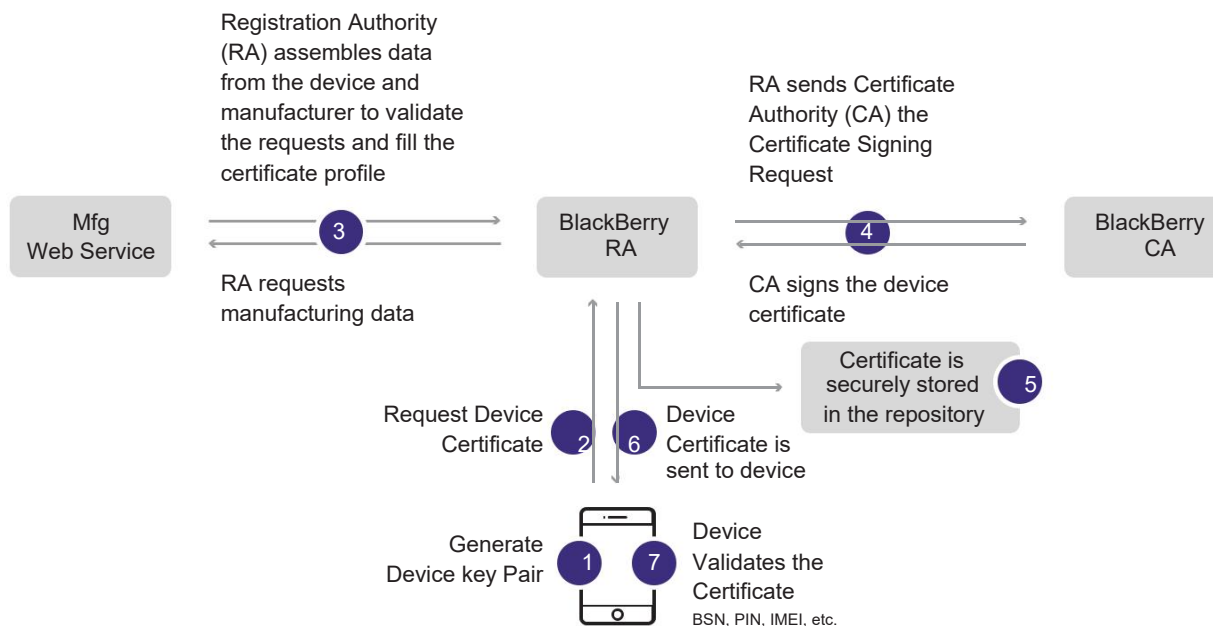 Registration Authority
(RA) assembles data
from the device and
manufacturer to validate
the requests and fill the
certificate profile
RA sends Certificate
Authority (CA) the
Certificate Signing
Request
Mfg
Web Service
3
BlackBerry
RA
4
BlackBerry
CA
RA requests
manufacturing data
CA signs the device
certificate
Certificate is
securely stored
in the repository
5
Request Device
Certificate
2
6
Device
Certificate is
sent to device
Generate
Device key Pair
1
7
Device
Validates the
Certificate
BSN, PIN, IMEI, etc.